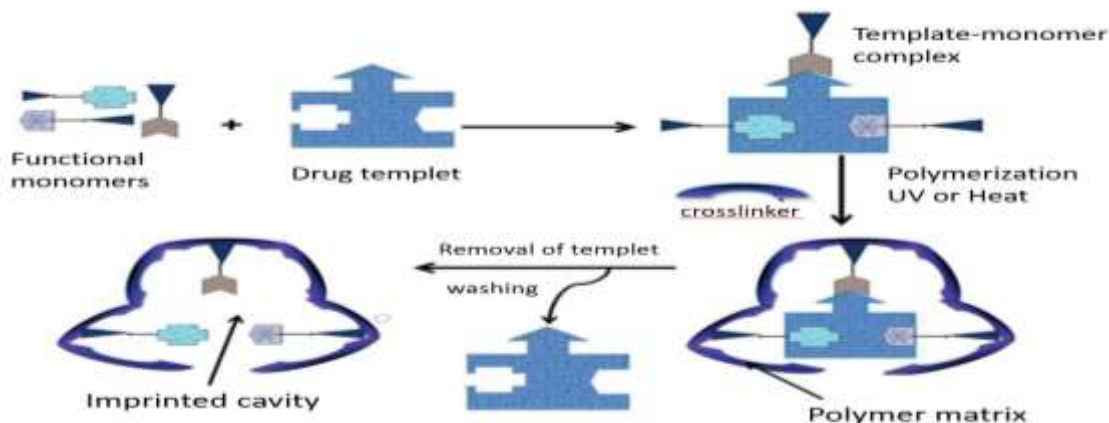 Template-monomer
complex
+
Functional
monomers
Drug templet
Polymerization
UV or Heat
crosslinker
Removal of templet
washing
Imprinted cavity
Polymer matrix